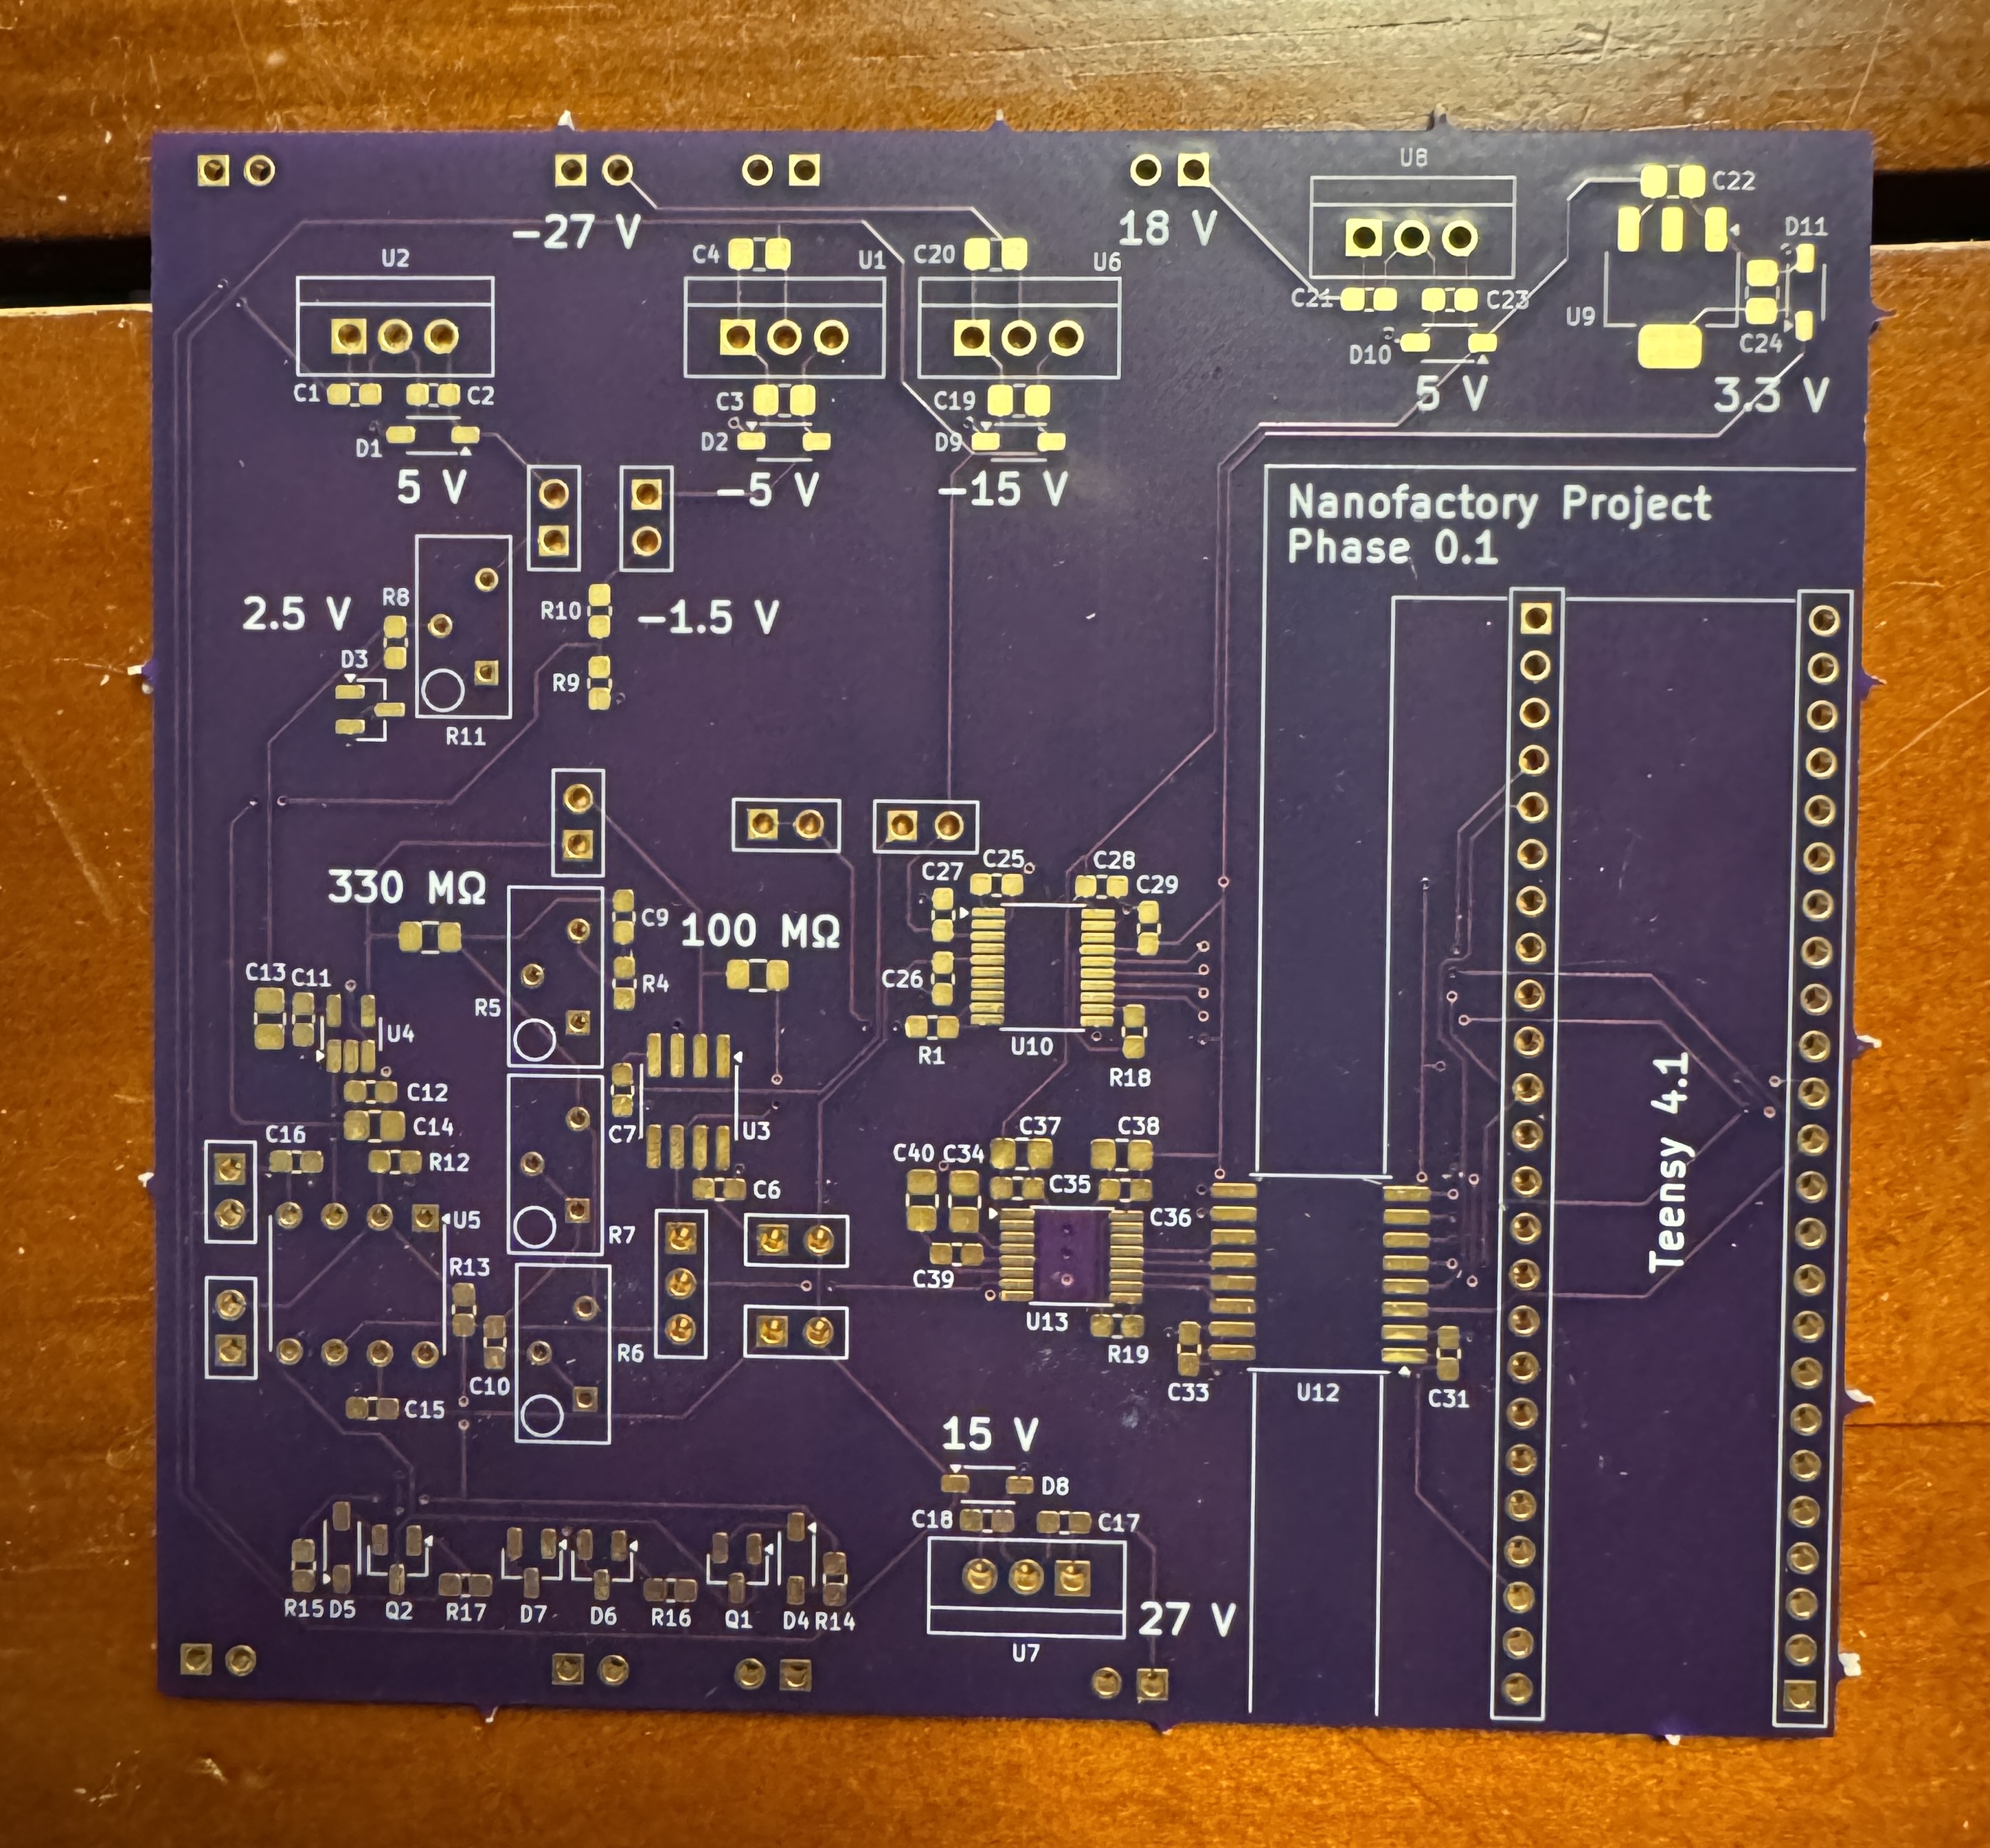 U8
C22
-27 V
18 V
D11
U2
C4
U1
C20
U6
C21
C23
U9
D10
C24
C1
C2
C3
C19
5 V
3.3 V
D1
D2
D9
5 V
-5 V
-15 V
Nanofactory Project
Phase 0.1
2.5 V
R8
R10
-1.5 V
D3
R9
R11
330 MΩ
C27
C25
C28
C29
C9
100 MΩ
C13
C11
R4
C26
R5
U4
R1
U10
R18
C12
C7
U3
C14
C16
R12
C37
C38
C40
C34
C35
C6
C36
U5
R7
R13
C39
U13
R19
R6
C10
C33
U12
C31
C15
Teensy 4.1
15 V
D8
C18
C17
R15
D5
Q2
R17
D7
D6
R16
Q1
D4
R14
27 V
U7